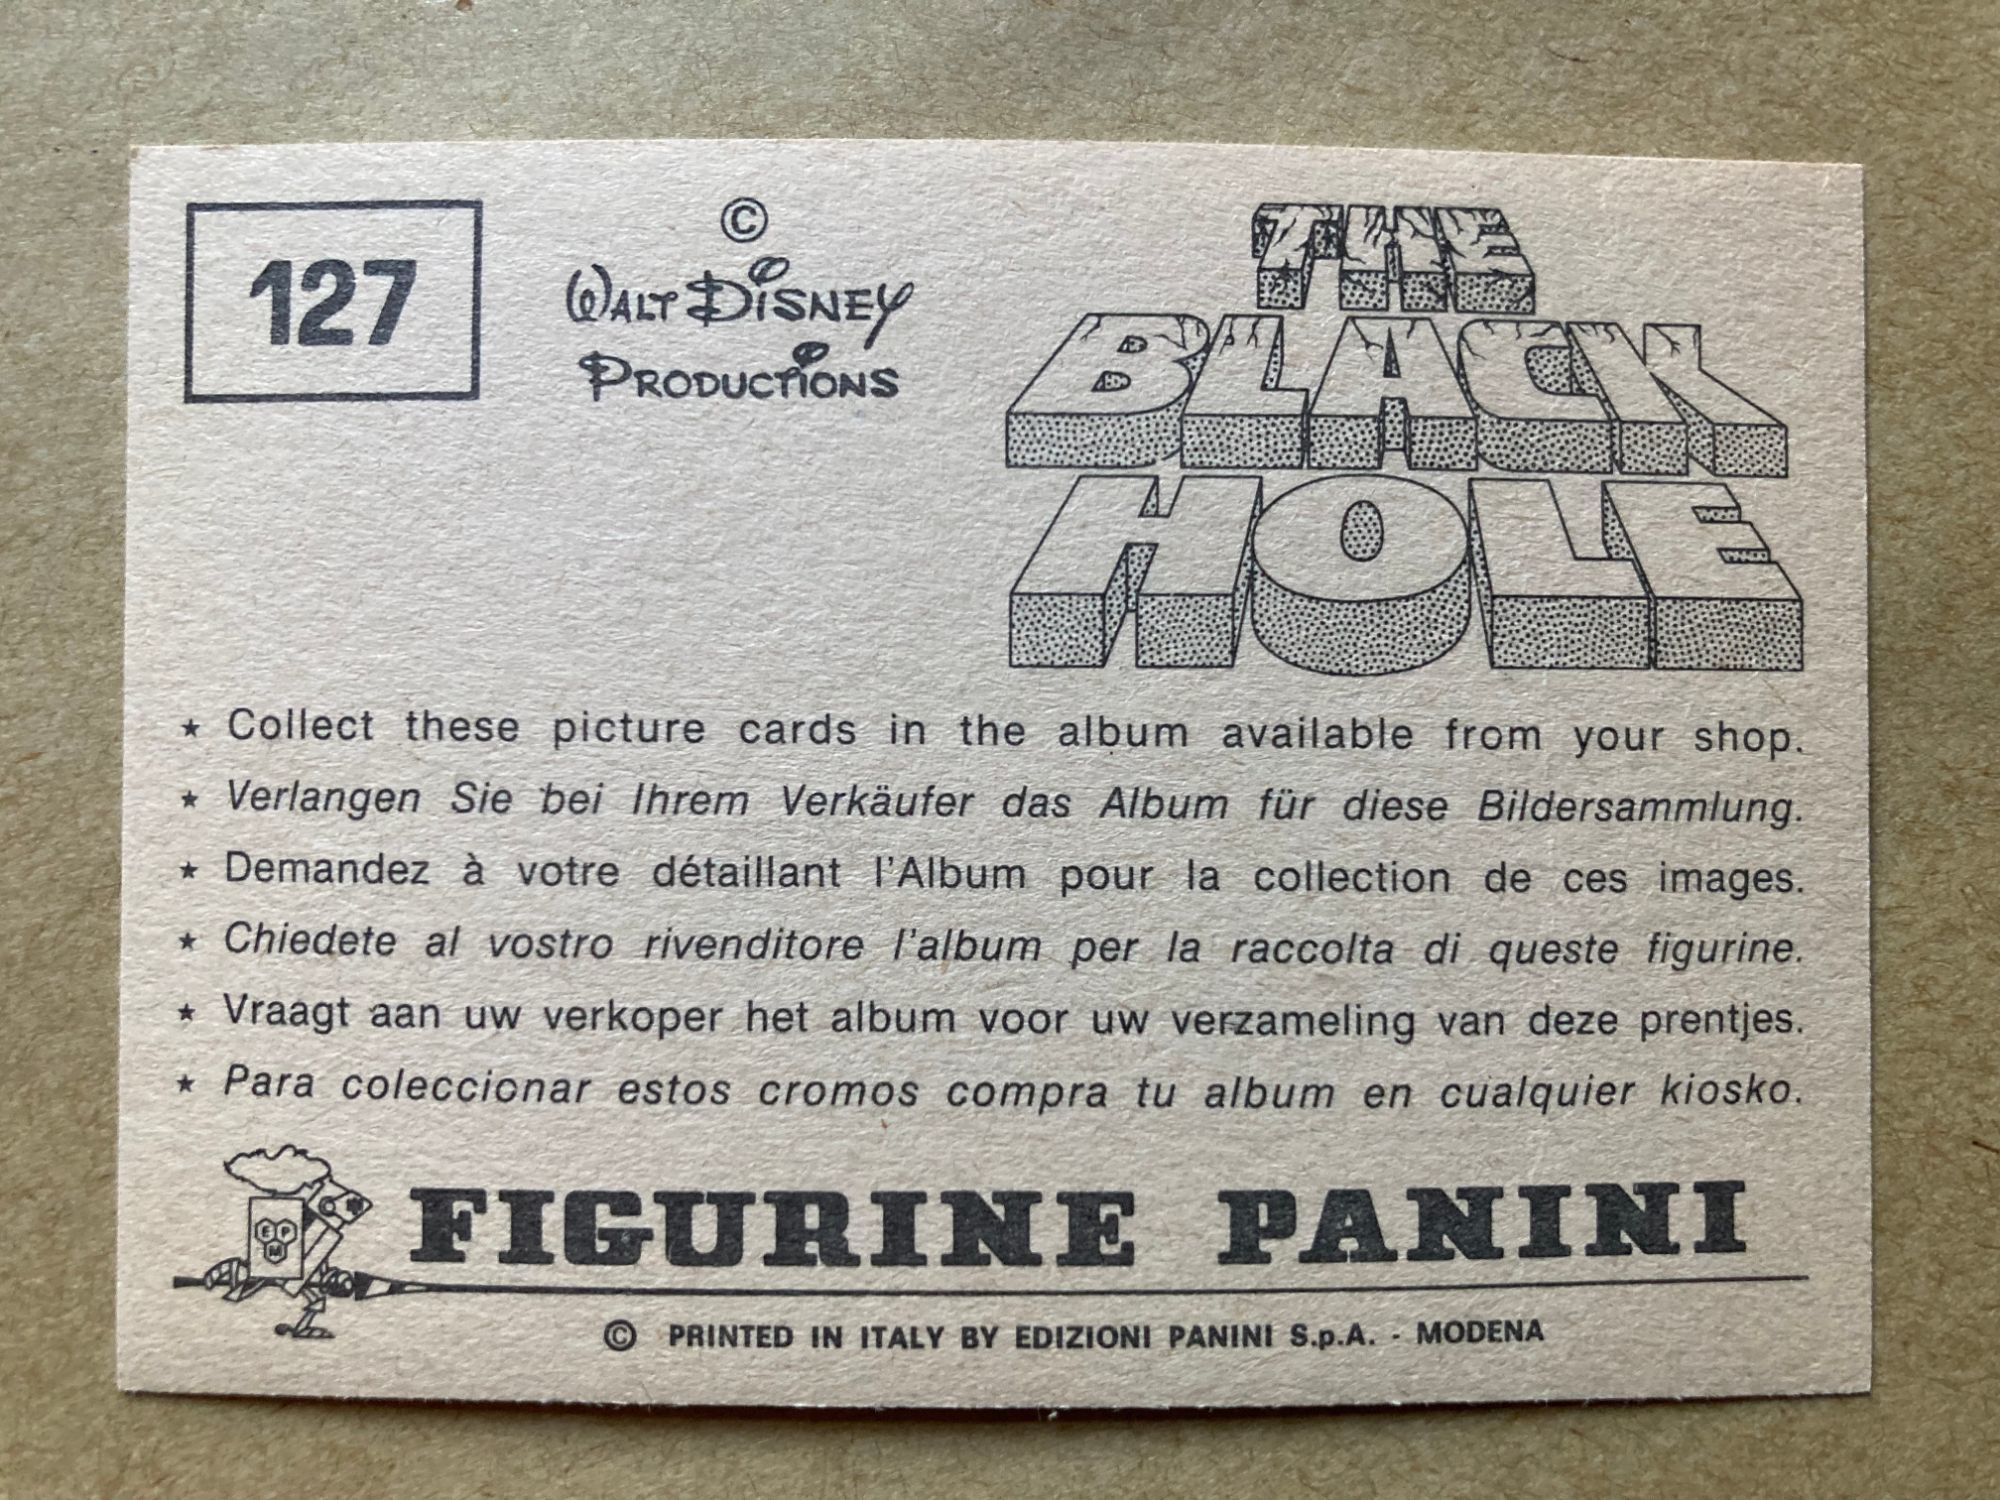 127
©
WALT DISNEY
PRODUCTIONS
THE
BLACK
HOLE
★ Collect these picture cards in the album available from your shop.
★ Verlangen Sie bei Ihrem Verkäufer das Album für diese Bildersammlung.
★ Demandez à votre détaillant l'Album pour la collection de ces images.
★ Chiedete al vostro rivenditore l'album per la raccolta di queste figurine.
★ Vraagt aan uw verkoper het album voor uw verzameling van deze prentjes.
★ Para coleccionar estos cromos compra tu album en cualquier kiosko.
EPM
FIGURINE PANINI
© PRINTED IN ITALY BY EDIZIONI PANINI S.p.A. - MODENA